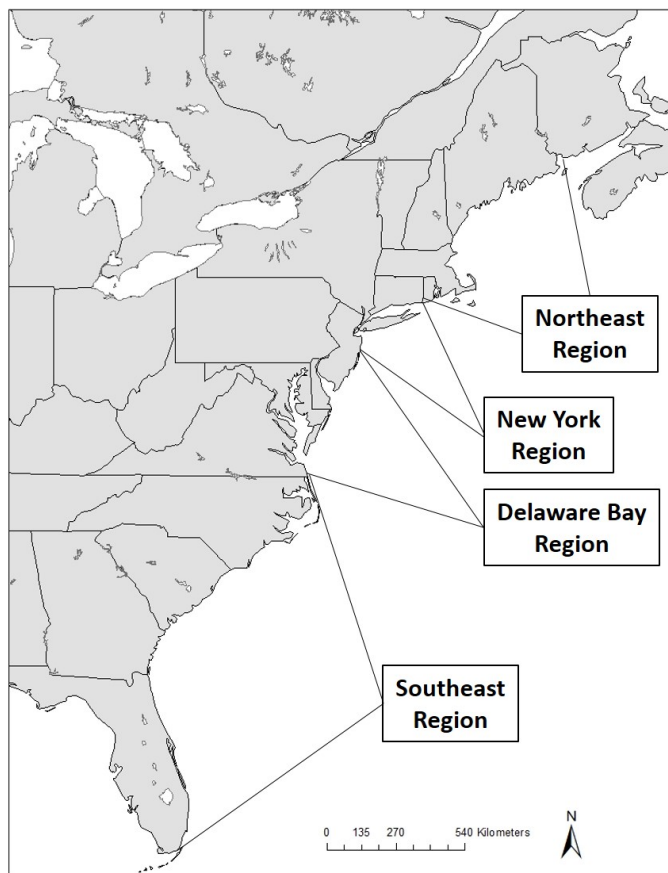 Northeast
Region
New York
Region
Delaware Bay
Region
Southeast
Region
N
0 135 270 540 Kilometers